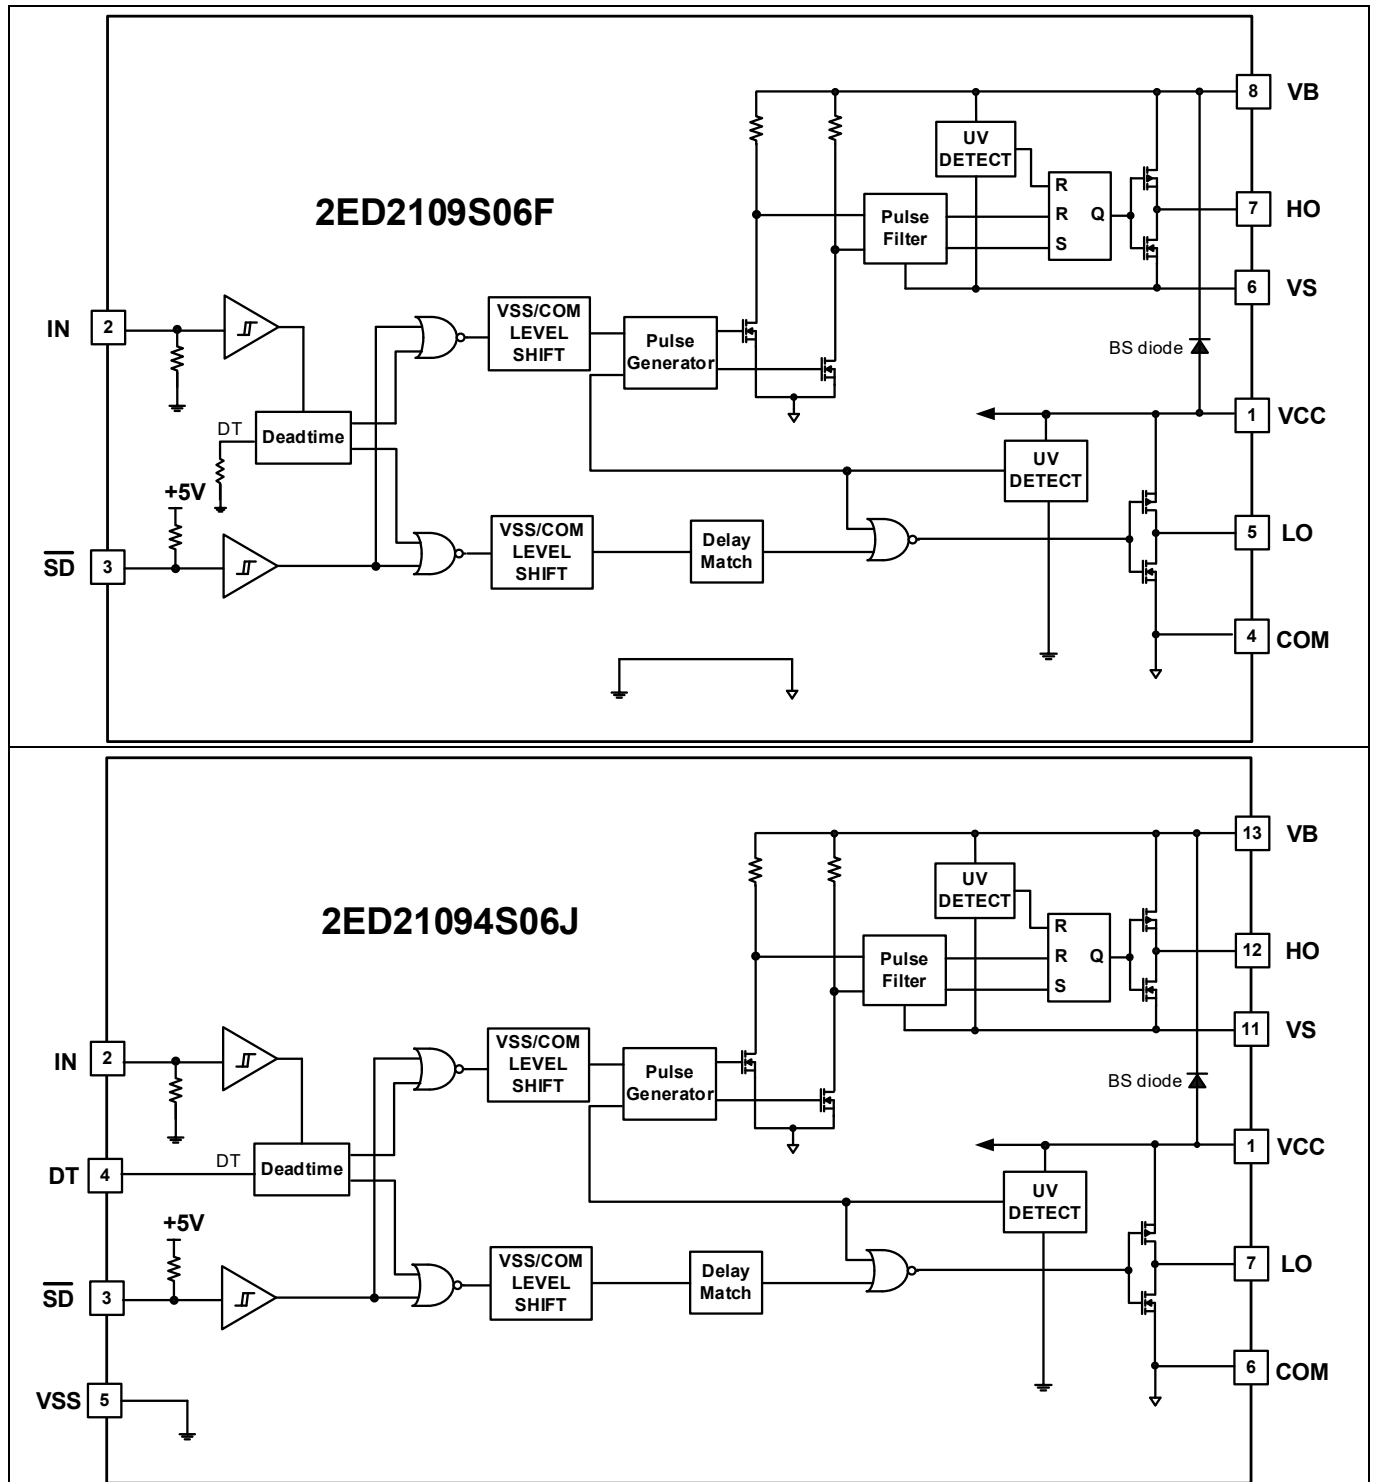 2ED2109S06F
8
VB
UV
DETECT
R
R
Q
S
Pulse
Filter
7
HO
6
VS
IN
2
VSS/COM
LEVEL
SHIFT
Pulse
Generator
BS diode
DT
Deadtime
1
VCC
UV
DETECT
+5V
SD
3
VSS/COM
LEVEL
SHIFT
Delay
Match
5
LO
4
COM
2ED21094S06J
13
VB
UV
DETECT
R
R
Q
S
Pulse
Filter
12
HO
11
VS
IN
2
VSS/COM
LEVEL
SHIFT
Pulse
Generator
BS diode
DT
4
DT
Deadtime
1
VCC
UV
DETECT
+5V
SD
3
VSS/COM
LEVEL
SHIFT
Delay
Match
7
LO
6
COM
VSS
5